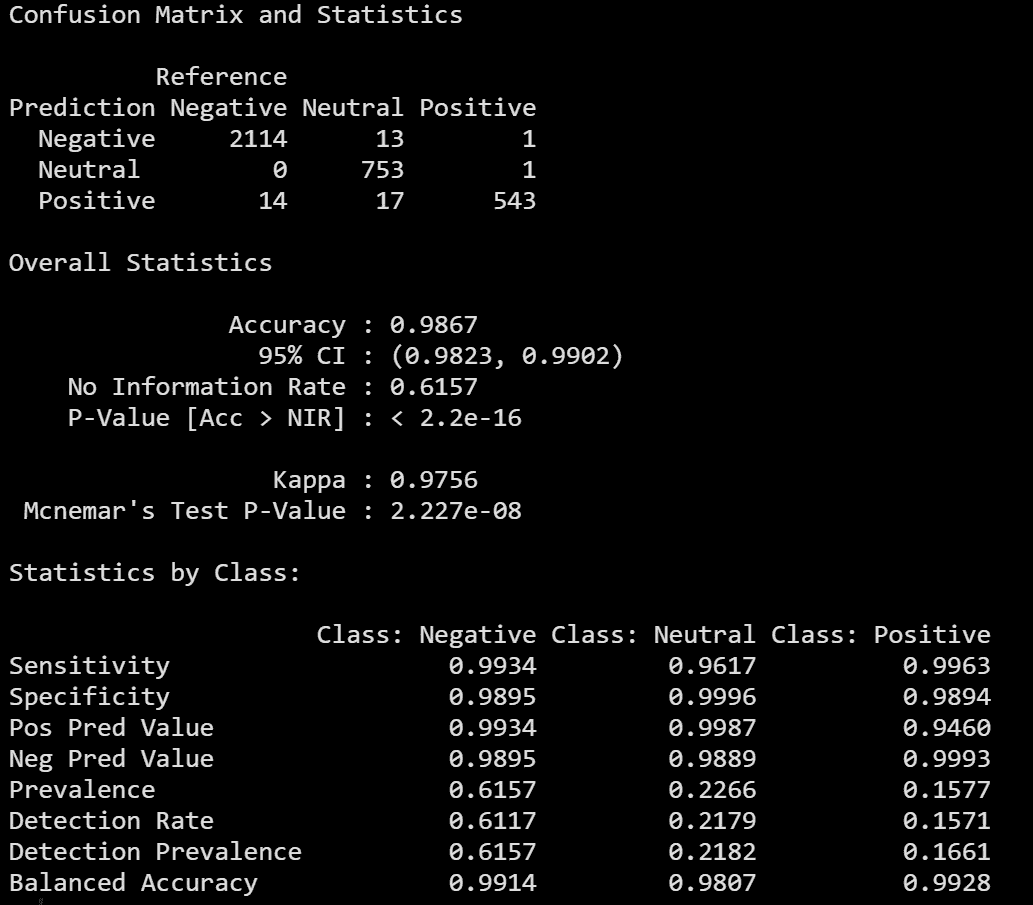 Confusion Matrix and Statistics
Reference
Prediction Negative Neutral Positive
Negative 2114 13 1
Neutral 0 753 1
Positive 14 17 543
Overall Statistics
Accuracy : 0.9867
95% CI : (0.9823, 0.9902)
No Information Rate : 0.6157
P-Value [Acc > NIR] : < 2.2e-16
Kappa : 0.9756
Mcnemar's Test P-Value : 2.227e-08
Statistics by Class:
Class: Negative Class: Neutral Class: Positive
Sensitivity 0.9934 0.9617 0.9963
Specificity 0.9895 0.9996 0.9894
Pos Pred Value 0.9934 0.9987 0.9460
Neg Pred Value 0.9895 0.9889 0.9993
Prevalence 0.6157 0.2266 0.1577
Detection Rate 0.6117 0.2179 0.1571
Detection Prevalence 0.6157 0.2182 0.1661
Balanced Accuracy 0.9914 0.9807 0.9928